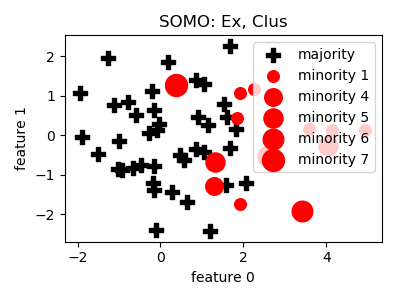 SOMO: Ex, Clus
majority
minority 1
minority 4
minority 5
minority 6
minority 7
feature 1
2
1
0
−1
−2
−2
0
2
4
feature 0